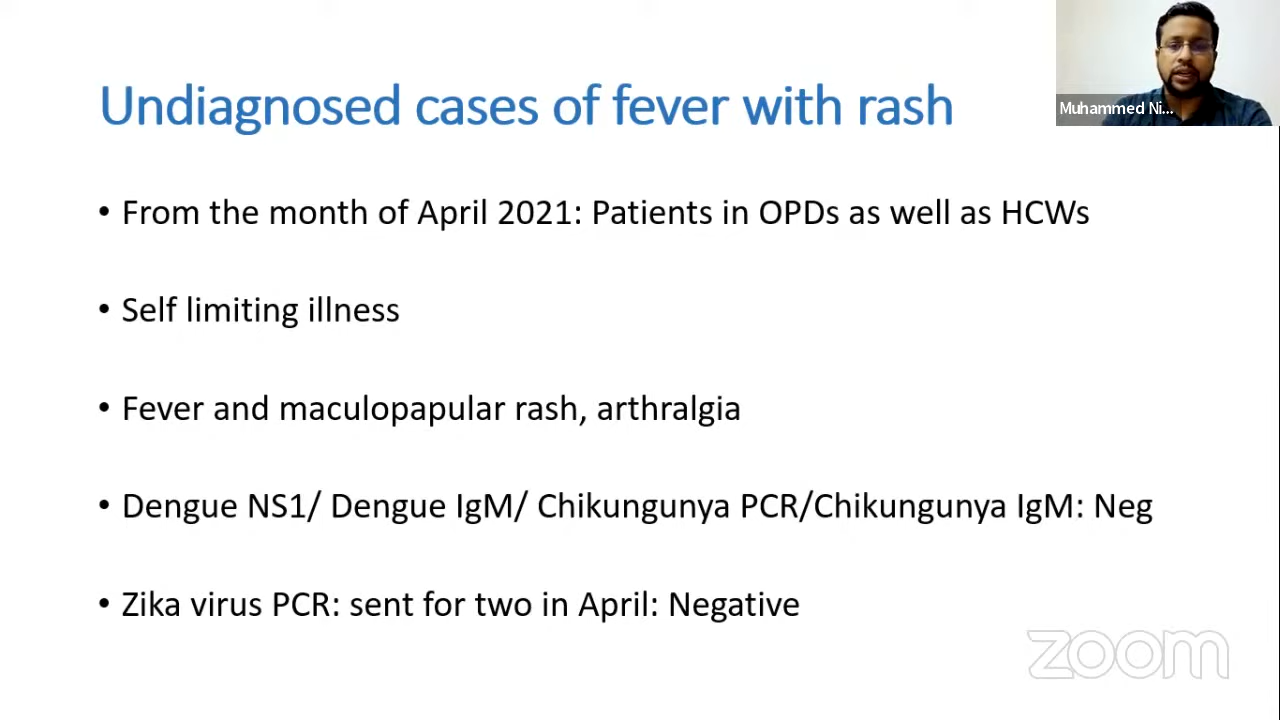 Undiagnosed cases of fever with rash
Muhammed Ni...
• From the month of April 2021: Patients in OPDs as well as HCWs
• Self limiting illness
• Fever and maculopapular rash, arthralgia
• Dengue NS1/ Dengue IgM/ Chikungunya PCR/Chikungunya IgM: Neg
• Zika virus PCR: sent for two in April: Negative
zoom